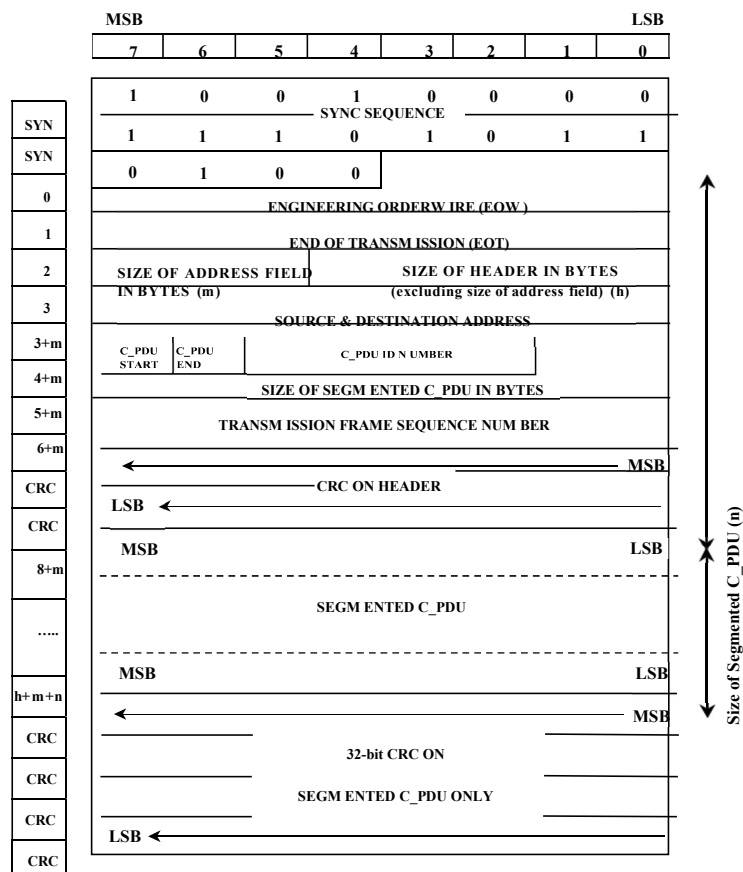 MSB LSB
7 6 5 4 3 2 1 0
1 0 0 1 0 0 0 0
SYNC SEQUENCE
SYN
1 1 1 0 1 0 1 1
SYN
0 1 0 0
0
ENGINEERING ORDERW IRE (EOW )
1
END OF TRANSM ISSION (EOT)
2
SIZE OF ADDRESS FIELD
IN BYTES (m)
SIZE OF HEADER IN BYTES
(excluding size of address field) (h)
3
SOURCE & DESTINATION ADDRESS
3+m
C_PDU
START
C_PDU
END
C_PDU ID N UMBER
4+m
SIZE OF SEGM ENTED C_PDU IN BYTES
5+m
TRANSM ISSION FRAME SEQUENCE NUM BER
6+m
MSB
CRC
CRC ON HEADER
LSB
CRC
MSB LSB
8+m
SEGM ENTED C_PDU
.....
MSB LSB
h+m+n
MSB
CRC
32-bit CRC ON
CRC
SEGM ENTED C_PDU ONLY
CRC
LSB
CRC
Size of Segmented C_PDU (n)